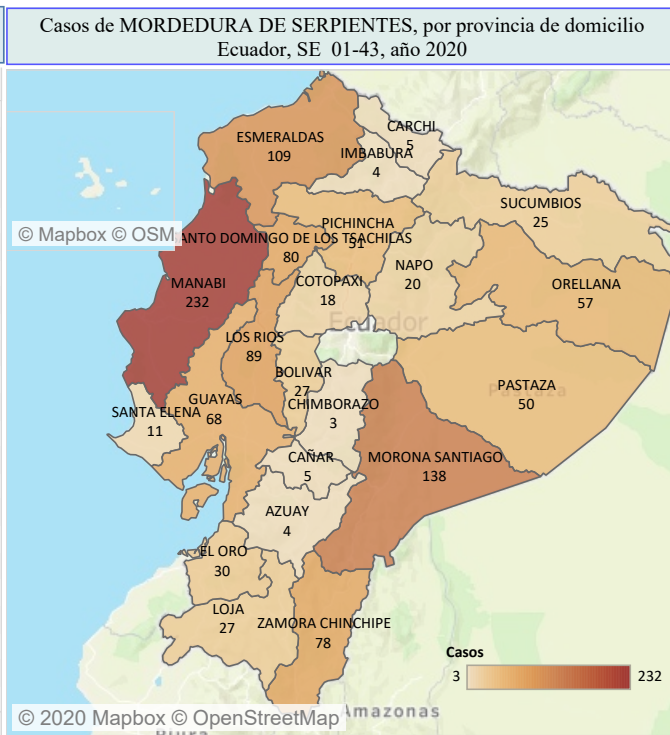 Casos de MORDEDURA DE SERPIENTES, por provincia de domicilio
Ecuador, SE 01-43, año 2020
CARCHI
5
ESMERALDAS
109
IMBABURA
4
SUCUMBIOS
25
© Mapbox © OSM
PICHINCHA
51
ANTO DOMINGO DE LOS TSACHILAS
80
NAPO
20
COTOPAXI
18
MANABI
232
ORELLANA
57
Ecuador
LOS RIOS
89
BOLIVAR
27
PASTAZA
50
Pastaza
GUAYAS
68
CHIMBORAZO
3
SANTA ELENA
11
CAÑAR
5
MORONA SANTIAGO
138
AZUAY
4
EL ORO
30
LOJA
27
ZAMORA CHINCHIPE
78
Casos
3 232
Amazonas
© 2020 Mapbox © OpenStreetMap